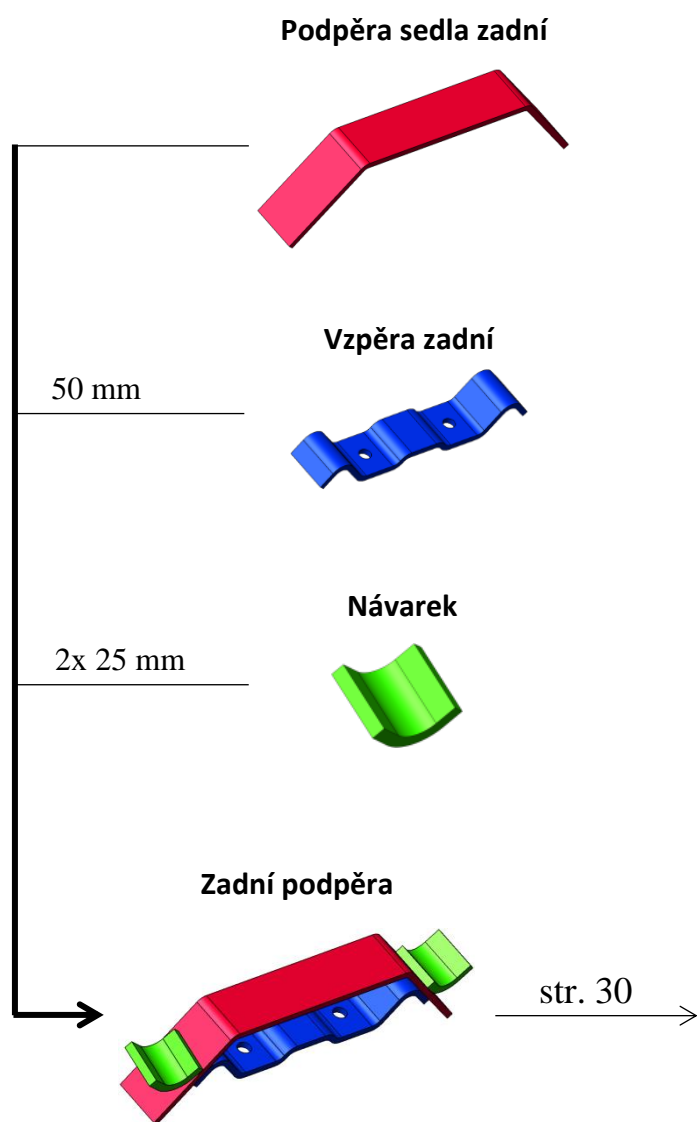 Podpěra sedla zadní
Vzpěra zadní
50 mm
Návarek
2x 25 mm
Zadní podpěra
str. 30